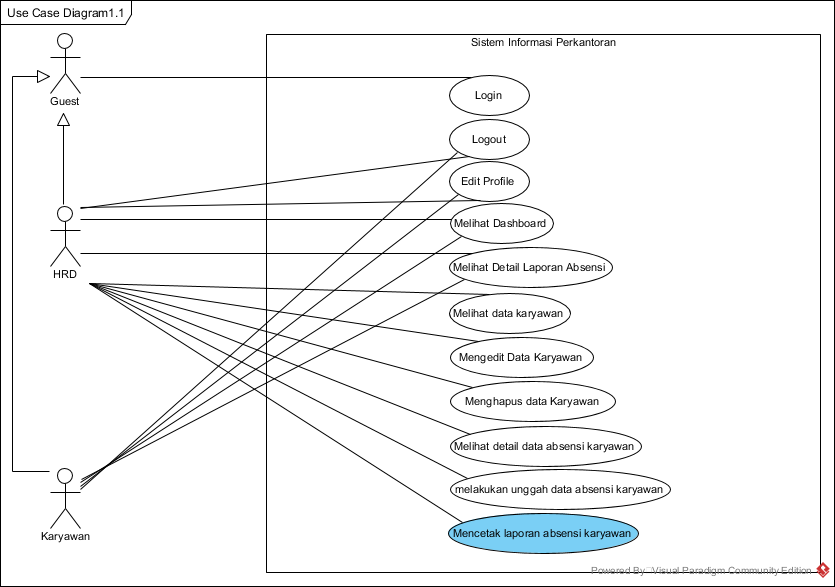 Use Case Diagram1.1
Sistem Informasi Perkantoran
Guest
Login
Logout
Edit Profile
Melihat Dashboard
HRD
Melihat Detail Laporan Absensi
Melihat data karyawan
Mengedit Data Karyawan
Menghapus data Karyawan
Melihat detail data absensi karyawan
melakukan unggah data absensi karyawan
Karyawan
Mencetak laporan absensi karyawan
Powered By Visual Paradigm Community Edition